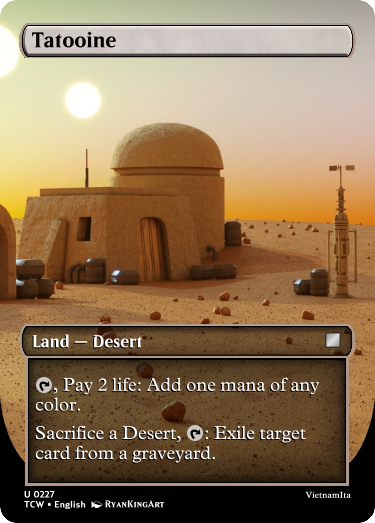 Tatooine
Land — Desert
, Pay 2 life: Add one mana of any
color.
Sacrifice a Desert, : Exile target
card from a graveyard.
U 0227
VietnamIta
TCW • English RyanKingArt